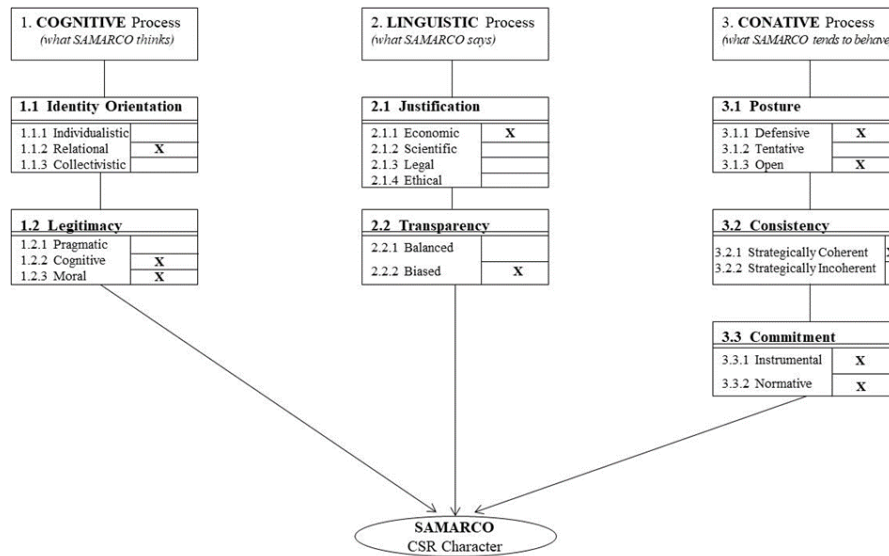 1. COGNITIVE Process
(what SAMARCO thinks)
1.1 Identity Orientation
1.1.1 Individualistic
1.1.2 Relational X
1.1.3 Collectivistic
1.2 Legitimacy
1.2.1 Pragmatic
1.2.2 Cognitive X
1.2.3 Moral X
2. LINGUISTIC Process
(what SAMARCO says)
2.1 Justification
2.1.1 Economic X
2.1.2 Scientific
2.1.3 Legal
2.1.4 Ethical
2.2 Transparency
2.2.1 Balanced
2.2.2 Biased X
3. CONATIVE Process
(what SAMARCO tends to behave
3.1 Posture
3.1.1 Defensive X
3.1.2 Tentative
3.1.3 Open X
3.2 Consistency
3.2.1 Strategically Coherent
3.2.2 Strategically Incoherent
3.3 Commitment
3.3.1 Instrumental X
3.3.2 Normative X
SAMARCO
CSR Character